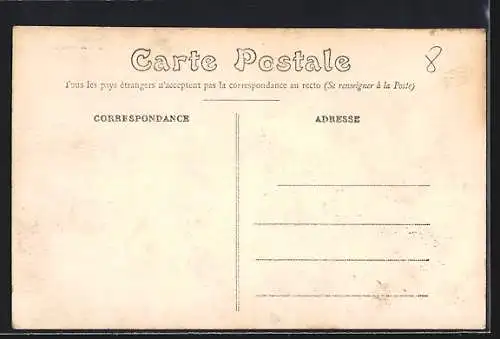 Carte Postale
8
Tous les pays étrangers n'acceptent pas la correspondance au recto (Se renseigner à la Poste)
CORRESPONDANCE
ADRESSE